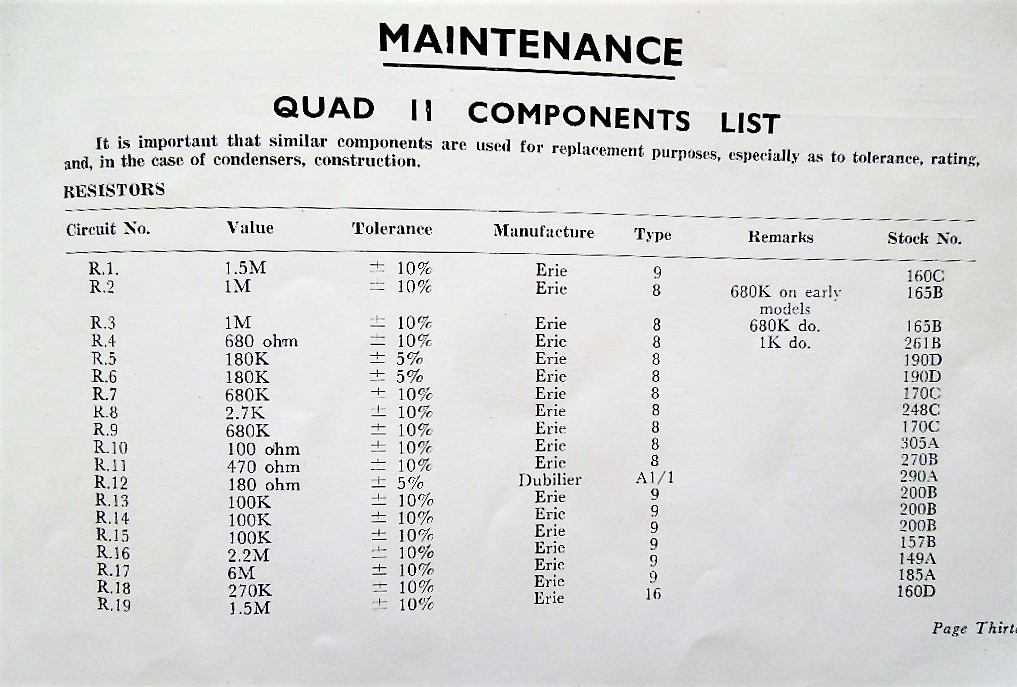 MAINTENANCE
QUAD II COMPONENTS LIST
It is important that similar components are used for replacement purposes, especially as to tolerance, rating,
and, in the case of condensers, construction.
RESISTORS
Circuit No. Value Tolerance Manufacture Type Remarks Stock No.
R.1. 1.5M ± 10% Erie 9 160C
R.2 1M ± 10% Erie 8 680K on early 165B
models
R.3 1M ± 10% Erie 8 680K do. 165B
R.4 680 ohm ± 10% Erie 8 1K do. 261B
R.5 180K ± 5% Erie 8 190D
R.6 180K ± 5% Erie 8 190D
R.7 680K ± 10% Erie 8 170C
R.8 2.7K ± 10% Erie 8 248C
R.9 680K ± 10% Erie 8 170C
R.10 100 ohm ± 10% Erie 8 305A
R.11 470 ohm ± 10% Erie 8 270B
R.12 180 ohm ± 5% Dubilier A1/1 290A
R.13 100K ± 10% Erie 9 200B
R.14 100K ± 10% Erie 9 200B
R.15 100K ± 10% Erie 9 200B
R.16 2.2M ± 10% Erie 9 157B
R.17 6M ± 10% Erie 9 149A
R.18 270K ± 10% Erie 9 185A
R.19 1.5M ± 10% Erie 16 160D
Page